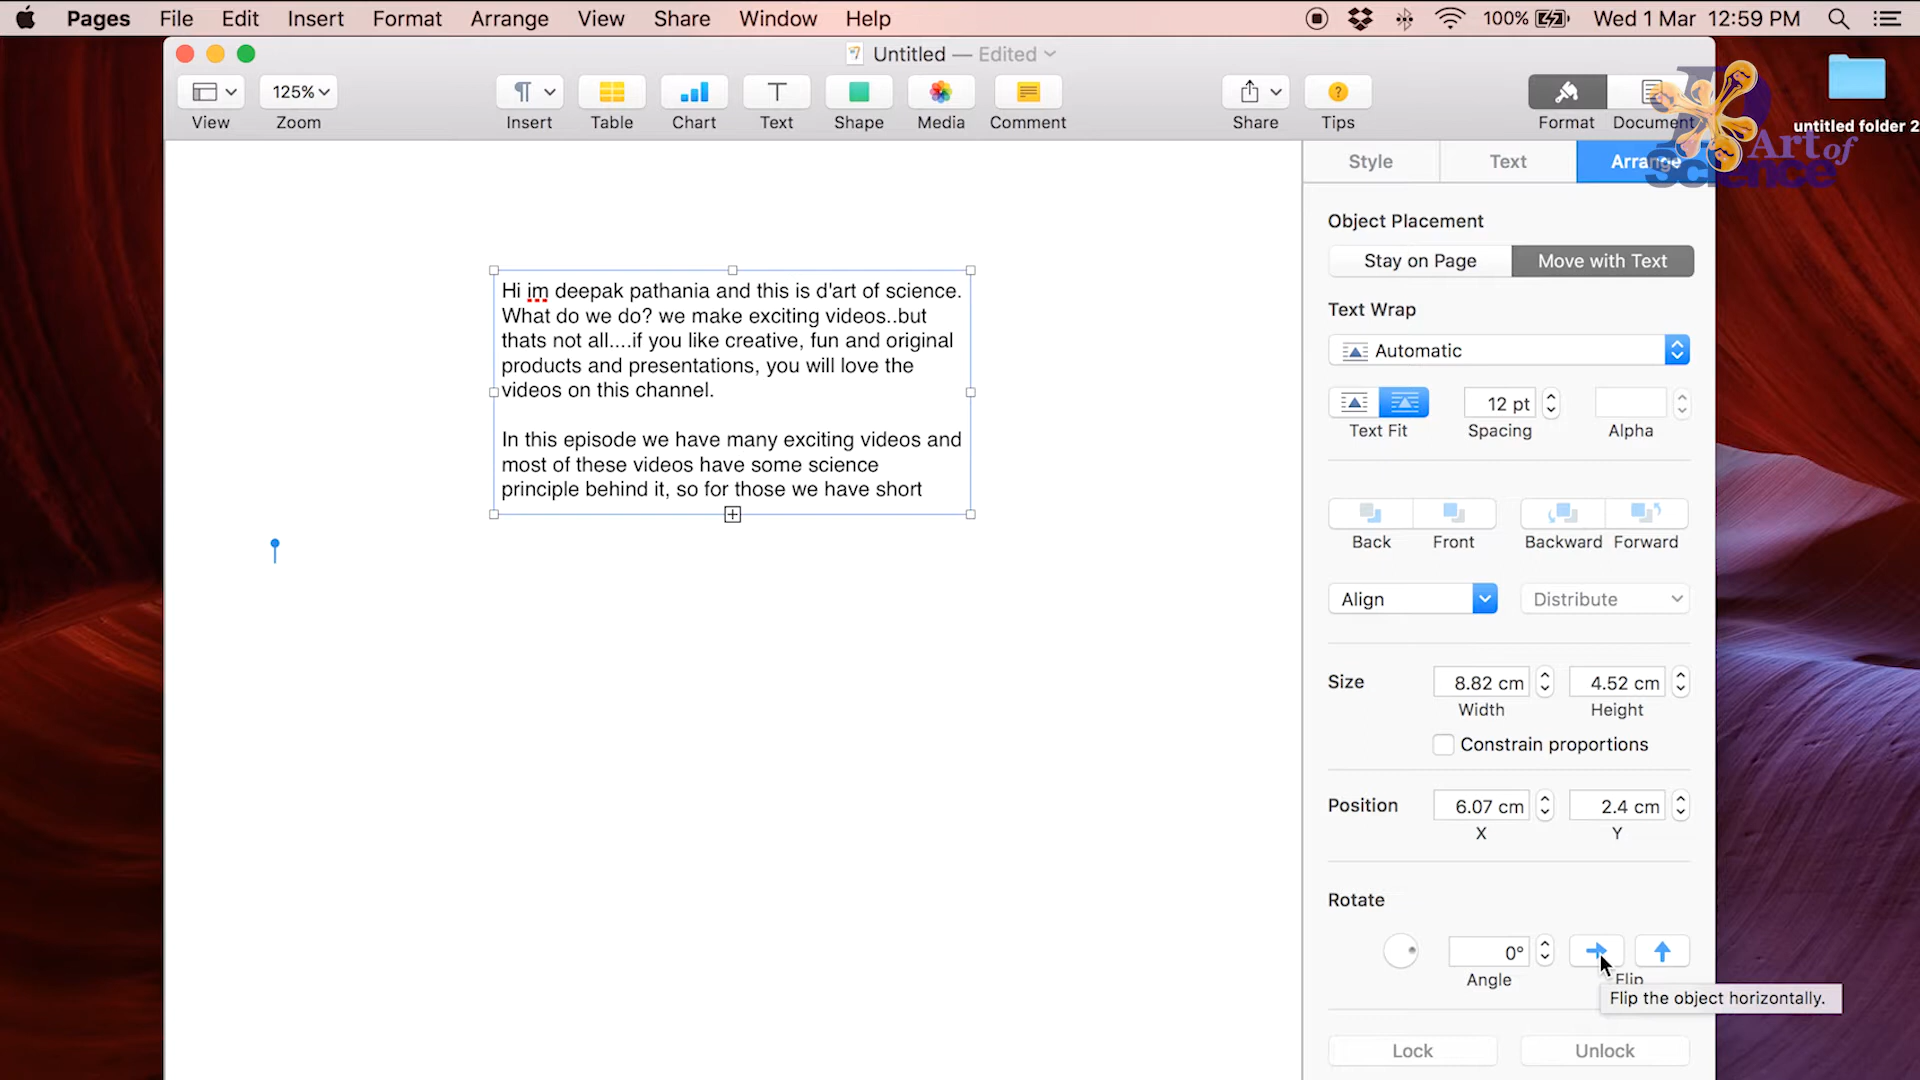 Pages File Edit Insert Format Arrange View Share Window Help 100% Wed 1 Mar 12:59 PM
Untitled — Edited
125%
View Zoom Insert Table Chart Text Shape Media Comment Share Tips Format Document
untitled folder 2
D Art of
Science
Style Text Arrange
Object Placement
Stay on Page Move with Text
Text Wrap
Automatic
12 pt
Text Fit Spacing Alpha
Back Front Backward Forward
Align Distribute
Size 8.82 cm 4.52 cm
Width Height
Constrain proportions
Position 6.07 cm 2.4 cm
X Y
Rotate
0°
Angle Flip
Flip the object horizontally.
Lock Unlock
Hi im deepak pathania and this is d'art of science.
What do we do? we make exciting videos..but
thats not all....if you like creative, fun and original
products and presentations, you will love the
videos on this channel.
In this episode we have many exciting videos and
most of these videos have some science
principle behind it, so for those we have short